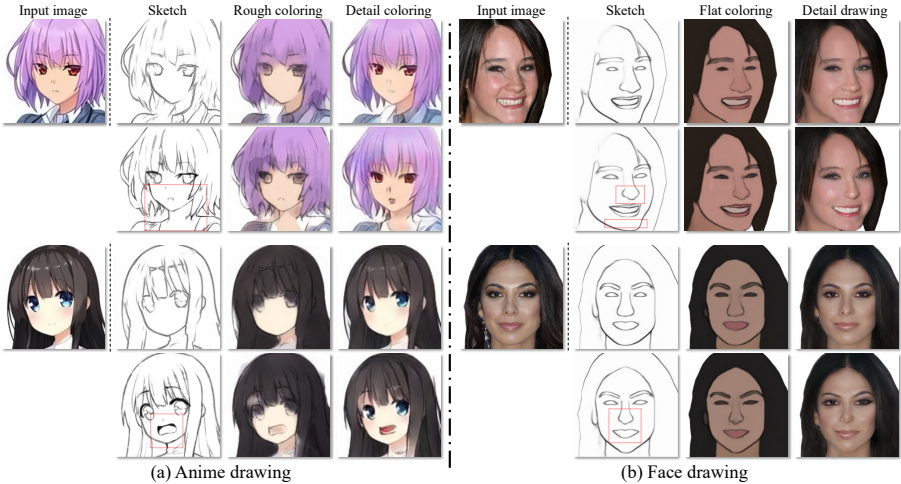 Input image Sketch Rough coloring Detail coloring Input image Sketch Flat coloring Detail drawing
(a) Anime drawing (b) Face drawing